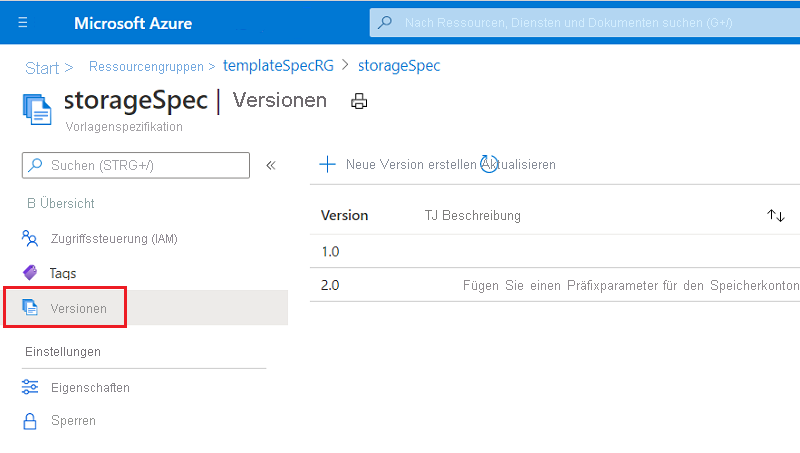 Microsoft Azure
Nach Ressourcen, Diensten und Dokumenten suchen (G+/)
Start > Ressourcengruppen > templateSpecRG > storageSpec
storageSpec | Versionen
Vorlagenspezifikation
Suchen (STRG+/) «
Neue Version erstellen Aktualisieren
B Übersicht
Zugriffssteuerung (IAM)
Taqs
Versionen
Einstellungen
Eigenschaften
Sperren
Version TJ Beschreibung
1.0
2.0 Fügen Sie einen Präfixparameter für den Speicherkonton